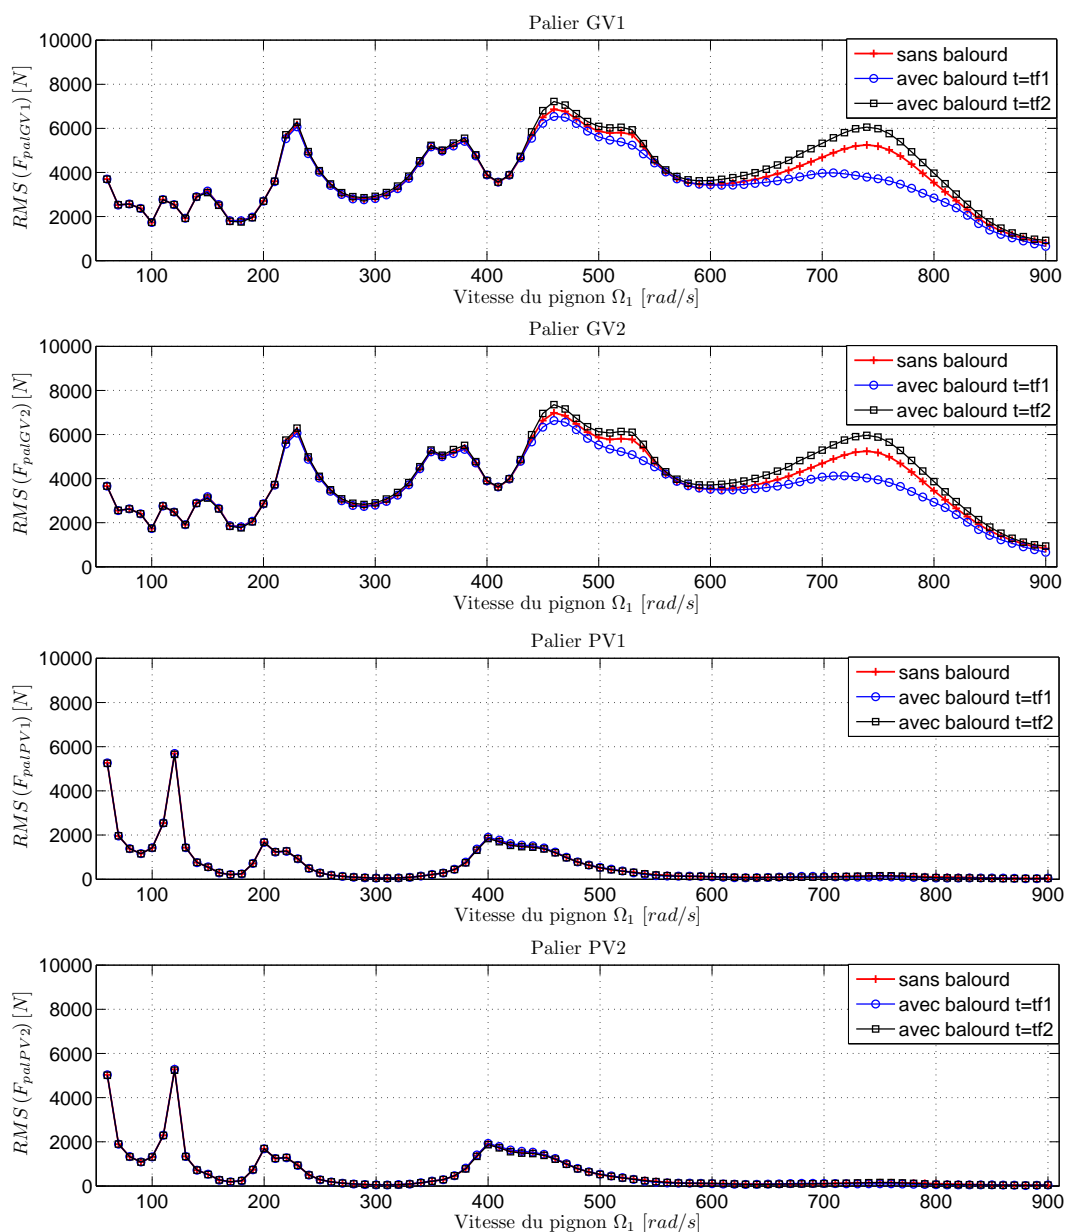 Palier GV1
RMS (F_palGV1) [N]
10000
8000
6000
4000
2000
0
sans balourd
avec balourd t=tf1
avec balourd t=tf2
100 200 300 400 500 600 700 800 900
Vitesse du pignon Ω₁ [rad/s]
Palier GV2
RMS (F_palGV2) [N]
10000
8000
6000
4000
2000
0
sans balourd
avec balourd t=tf1
avec balourd t=tf2
100 200 300 400 500 600 700 800 900
Vitesse du pignon Ω₁ [rad/s]
Palier PV1
RMS (F_palPV1) [N]
10000
8000
6000
4000
2000
0
sans balourd
avec balourd t=tf1
avec balourd t=tf2
100 200 300 400 500 600 700 800 900
Vitesse du pignon Ω₁ [rad/s]
Palier PV2
RMS (F_palPV2) [N]
10000
8000
6000
4000
2000
0
sans balourd
avec balourd t=tf1
avec balourd t=tf2
100 200 300 400 500 600 700 800 900
Vitesse du pignon Ω₁ [rad/s]